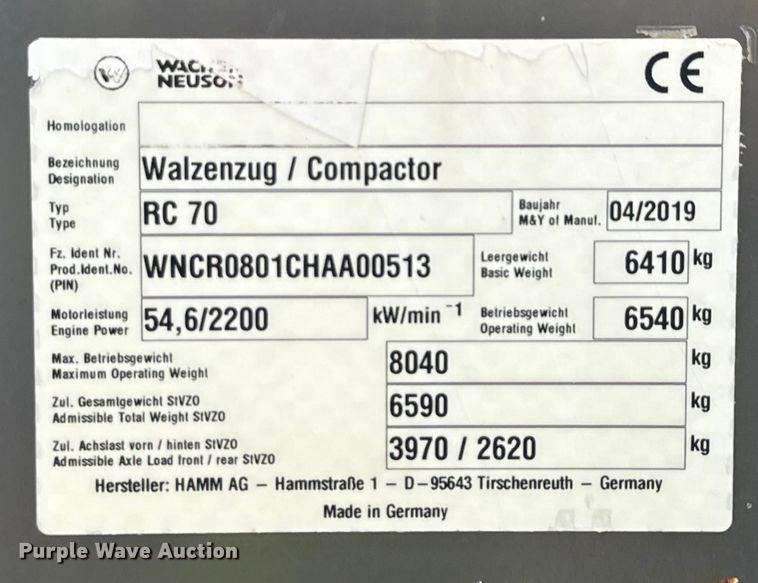 WACKER
NEUSON
CE
Homologation
Bezeichnung
Designation
Walzenzug / Compactor
Typ
Type
RC 70
Baujahr
M&Y of Manuf.
04/2019
Fz. Ident Nr.
Prod.Ident.No.
(PIN)
WNCR0801CHAA00513
Leergewicht
Basic Weight
6410 kg
Motorleistung
Engine Power
54,6/2200
kW/min -1
Betriebsgewicht
Operating Weight
6540 kg
Max. Betriebsgewicht
Maximum Operating Weight
8040 kg
Zul. Gesamtgewicht StVZO
Admissible Total Weight StVZO
6590 kg
Zul. Achslast vorn / hinten StVZO
Admissible Axle Load front / rear StVZO
3970 / 2620 kg
Hersteller: HAMM AG – Hammstraße 1 – D–95643 Tirschenreuth – Germany
Made in Germany
Purple Wave Auction